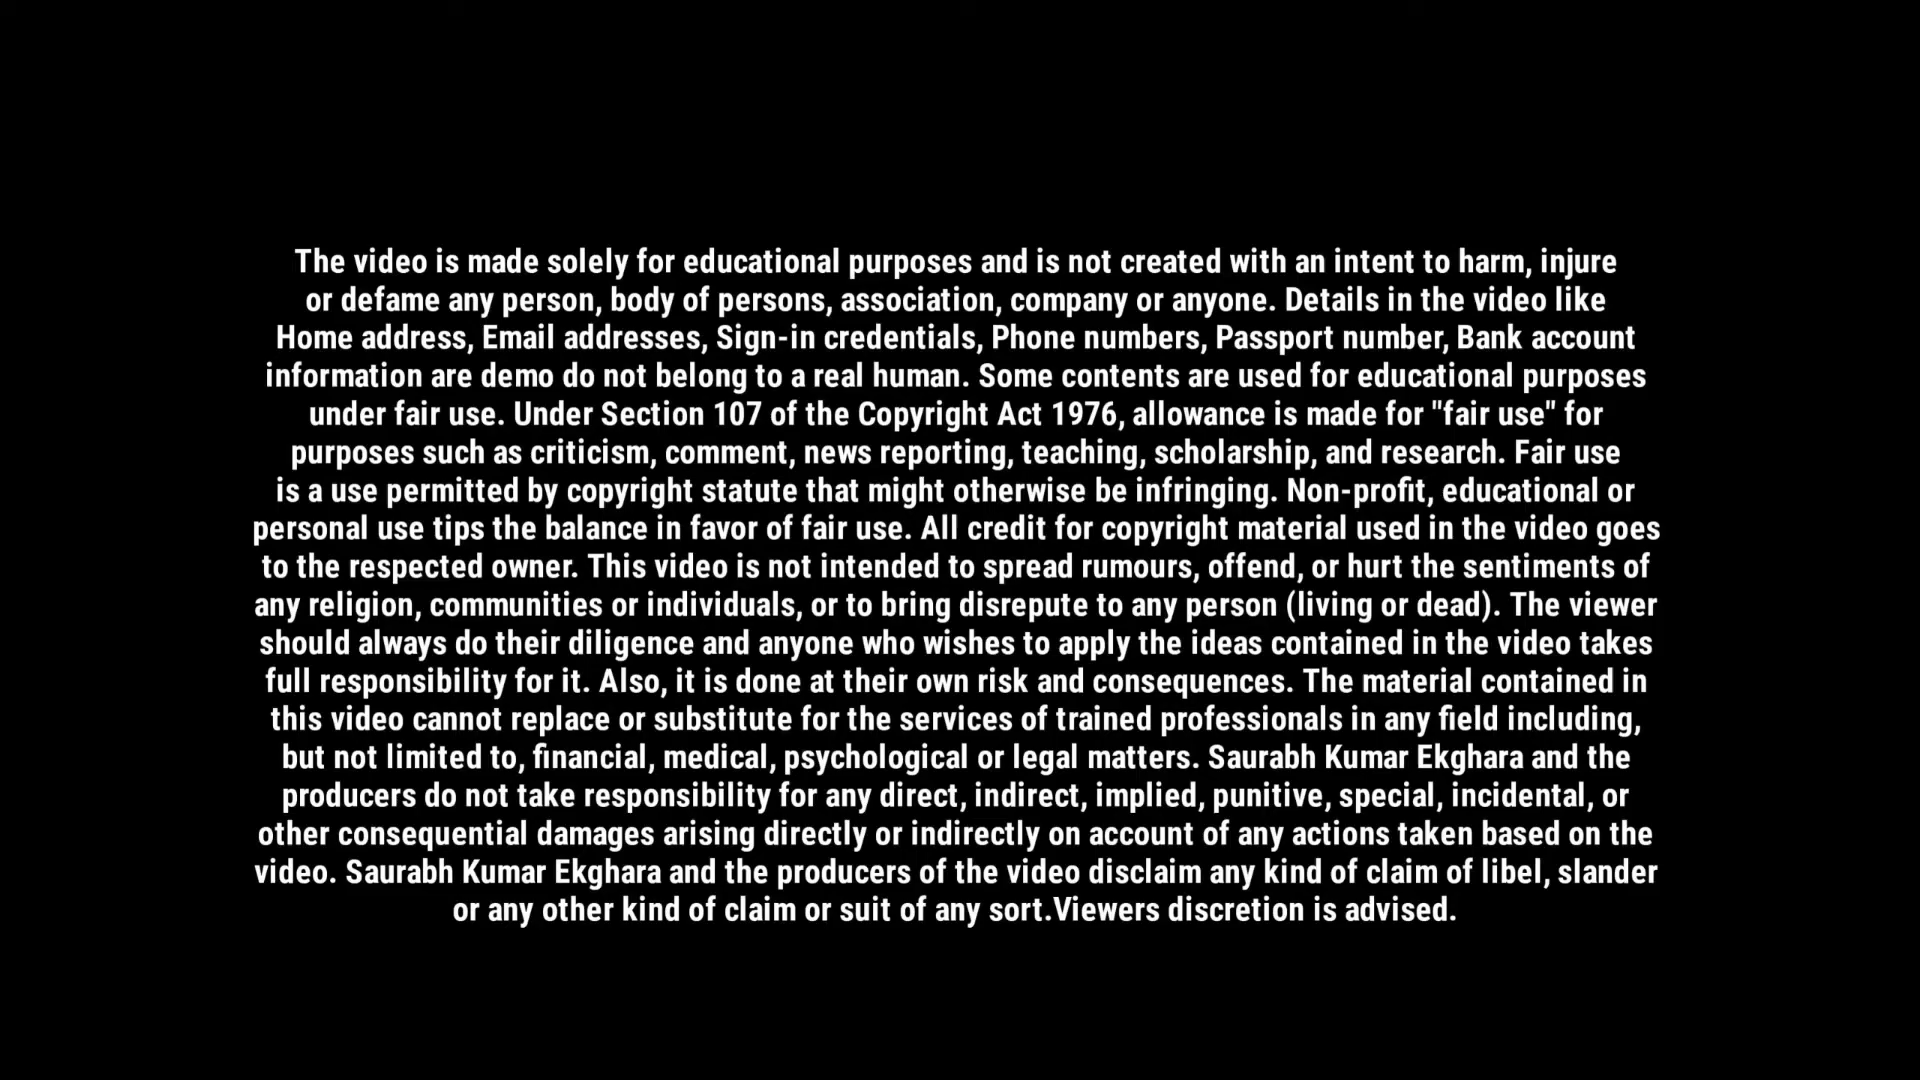 The video is made solely for educational purposes and is not created with an intent to harm, injure
or defame any person, body of persons, association, company or anyone. Details in the video like
Home address, Email addresses, Sign-in credentials, Phone numbers, Passport number, Bank account
information are demo do not belong to a real human. Some contents are used for educational purposes
under fair use. Under Section 107 of the Copyright Act 1976, allowance is made for "fair use" for
purposes such as criticism, comment, news reporting, teaching, scholarship, and research. Fair use
is a use permitted by copyright statute that might otherwise be infringing. Non-profit, educational or
personal use tips the balance in favor of fair use. All credit for copyright material used in the video goes
to the respected owner. This video is not intended to spread rumours, offend, or hurt the sentiments of
any religion, communities or individuals, or to bring disrepute to any person (living or dead). The viewer
should always do their diligence and anyone who wishes to apply the ideas contained in the video takes
full responsibility for it. Also, it is done at their own risk and consequences. The material contained in
this video cannot replace or substitute for the services of trained professionals in any field including,
but not limited to, financial, medical, psychological or legal matters. Saurabh Kumar Ekghara and the
producers do not take responsibility for any direct, indirect, implied, punitive, special, incidental, or
other consequential damages arising directly or indirectly on account of any actions taken based on the
video. Saurabh Kumar Ekghara and the producers of the video disclaim any kind of claim of libel, slander
or any other kind of claim or suit of any sort.Viewers discretion is advised.